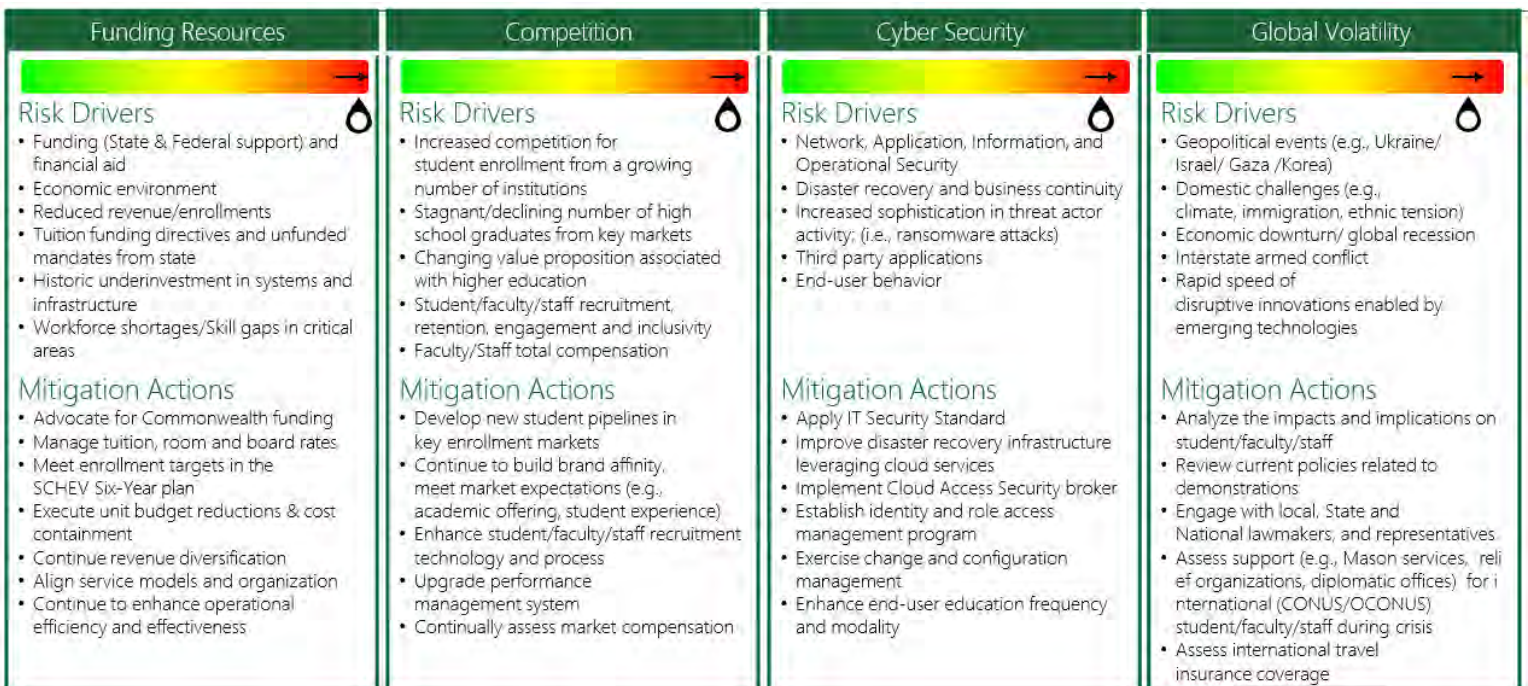 Funding Resources
Risk Drivers
• Funding (State & Federal support) and
financial aid
• Economic environment
• Reduced revenue/enrollments
• Tuition funding directives and unfunded
mandates from state
• Historic underinvestment in systems and
infrastructure
• Workforce shortages/Skill gaps in critical
areas
Mitigation Actions
• Advocate for Commonwealth funding
• Manage tuition, room and board rates
• Meet enrollment targets in the
SCHEV Six-Year plan
• Execute unit budget reductions & cost
containment
• Continue revenue diversification
• Align service models and organization
• Continue to enhance operational
efficiency and effectiveness
Competition
Risk Drivers
• Increased competition for
student enrollment from a growing
number of institutions
• Stagnant/declining number of high
school graduates from key markets
• Changing value proposition associated
with higher education
• Student/faculty/staff recruitment,
retention, engagement and inclusivity
• Faculty/Staff total compensation
Mitigation Actions
• Develop new student pipelines in
key enrollment markets
• Continue to build brand affinity,
meet market expectations (e.g.,
academic offering, student experience)
• Enhance student/faculty/staff recruitment
technology and process
• Upgrade performance
management system
• Continually assess market compensation
Cyber Security
Risk Drivers
• Network, Application, Information, and
Operational Security
• Disaster recovery and business continuity
• Increased sophistication in threat actor
activity; (i.e., ransomware attacks)
• Third party applications
• End-user behavior
Mitigation Actions
• Apply IT Security Standard
• Improve disaster recovery infrastructure
leveraging cloud services
• Implement Cloud Access Security broker
• Establish identity and role access
management program
• Exercise change and configuration
management
• Enhance end-user education frequency
and modality
Global Volatility
Risk Drivers
• Geopolitical events (e.g., Ukraine/
Israel/ Gaza /Korea)
• Domestic challenges (e.g.,
climate, immigration, ethnic tension)
• Economic downturn/ global recession
• Interstate armed conflict
• Rapid speed of
disruptive innovations enabled by
emerging technologies
Mitigation Actions
• Analyze the impacts and implications on
student/faculty/staff
• Review current policies related to
demonstrations
• Engage with local, State and
National lawmakers, and representatives
• Assess support (e.g., Mason services, reli
ef organizations, diplomatic offices) for i
nternational (CONUS/OCONUS)
student/faculty/staff during crisis
• Assess international travel
insurance coverage